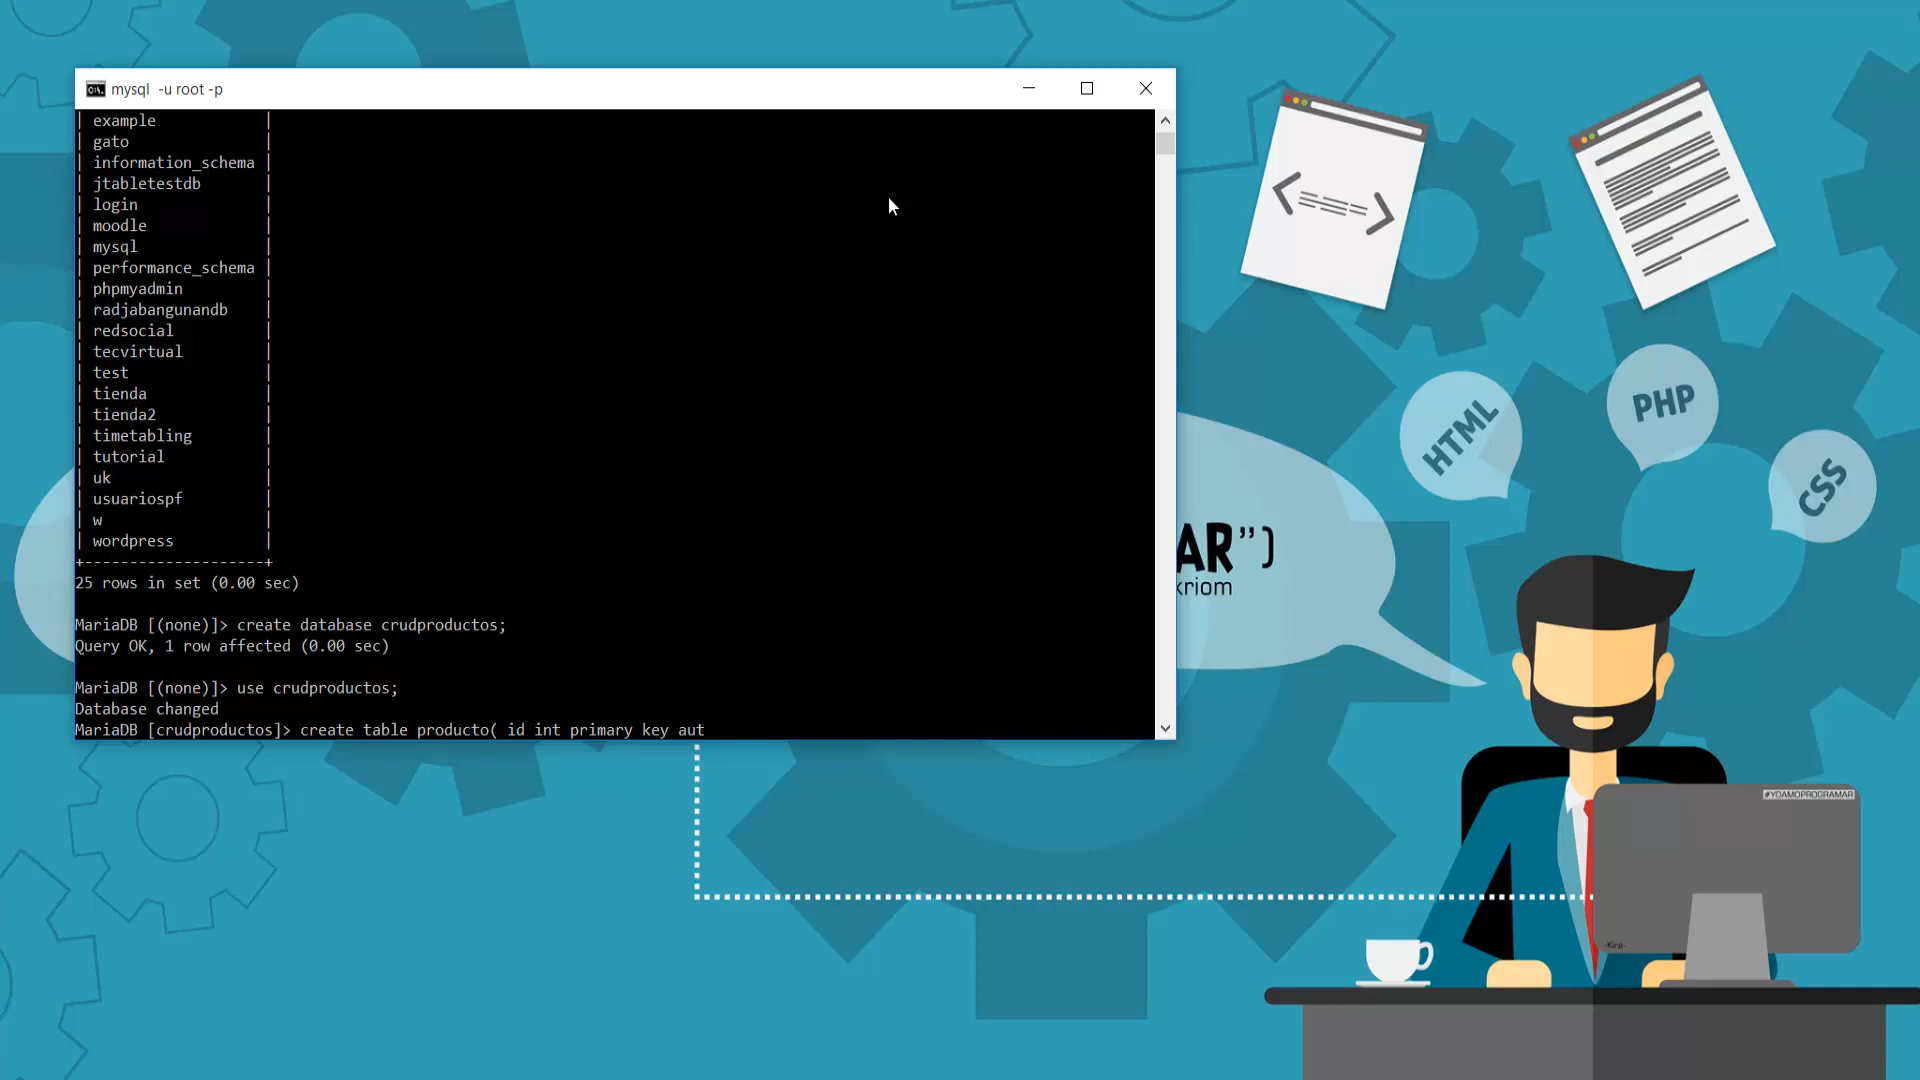 mysql -u root -p
| example |
| gato |
| information_schema |
| jtabletestdb |
| login |
| moodle |
| mysql |
| performance_schema |
| phpmyadmin |
| radjabangunandb |
| redsocial |
| tecvirtual |
| test |
| tienda |
| tienda2 |
| timetabling |
| tutorial |
| uk |
| usuariospf |
| w |
| wordpress |
+--------------------+
25 rows in set (0.00 sec)
MariaDB [(none)]> create database crudproductos;
Query OK, 1 row affected (0.00 sec)
MariaDB [(none)]> use crudproductos;
Database changed
MariaDB [crudproductos]> create table producto( id int primary key aut
HTML
PHP
CSS
AR”)
kriom
#YOAMOPROGRAMAR
-Kira-